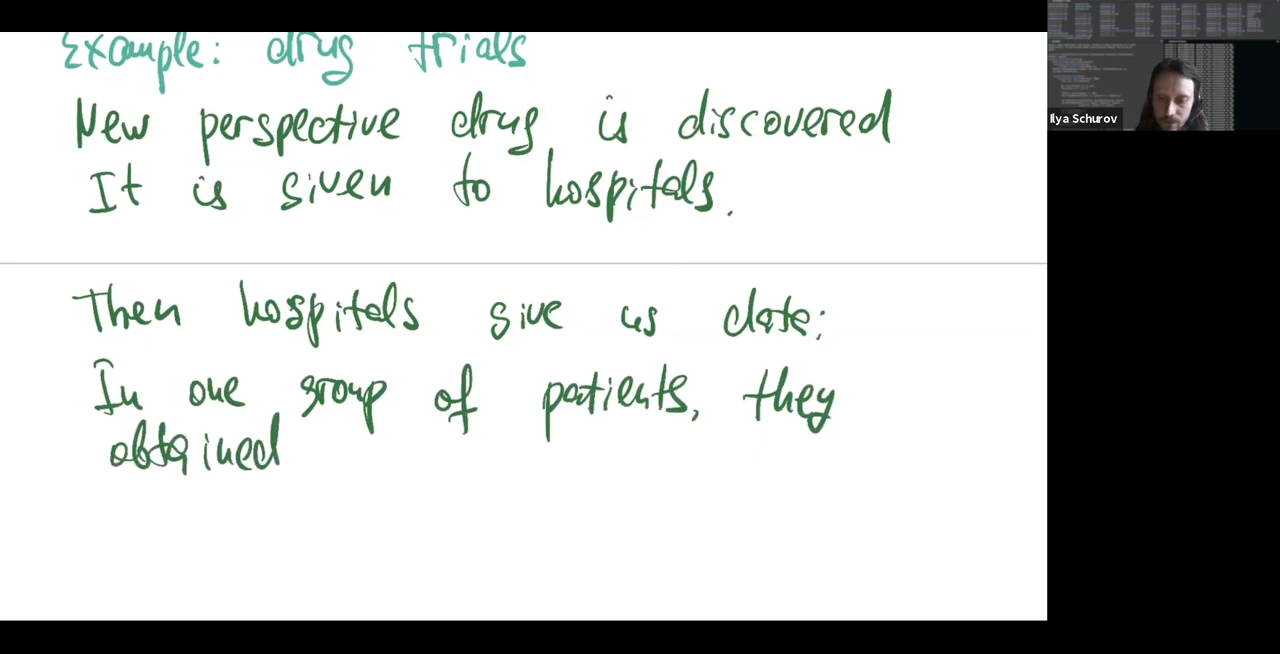 Example: drug trials
New perspective drug is discovered
It is given to hospitals.
Then hospitals give us data:
In one group of patients, they
obtained
Ilya Schurov